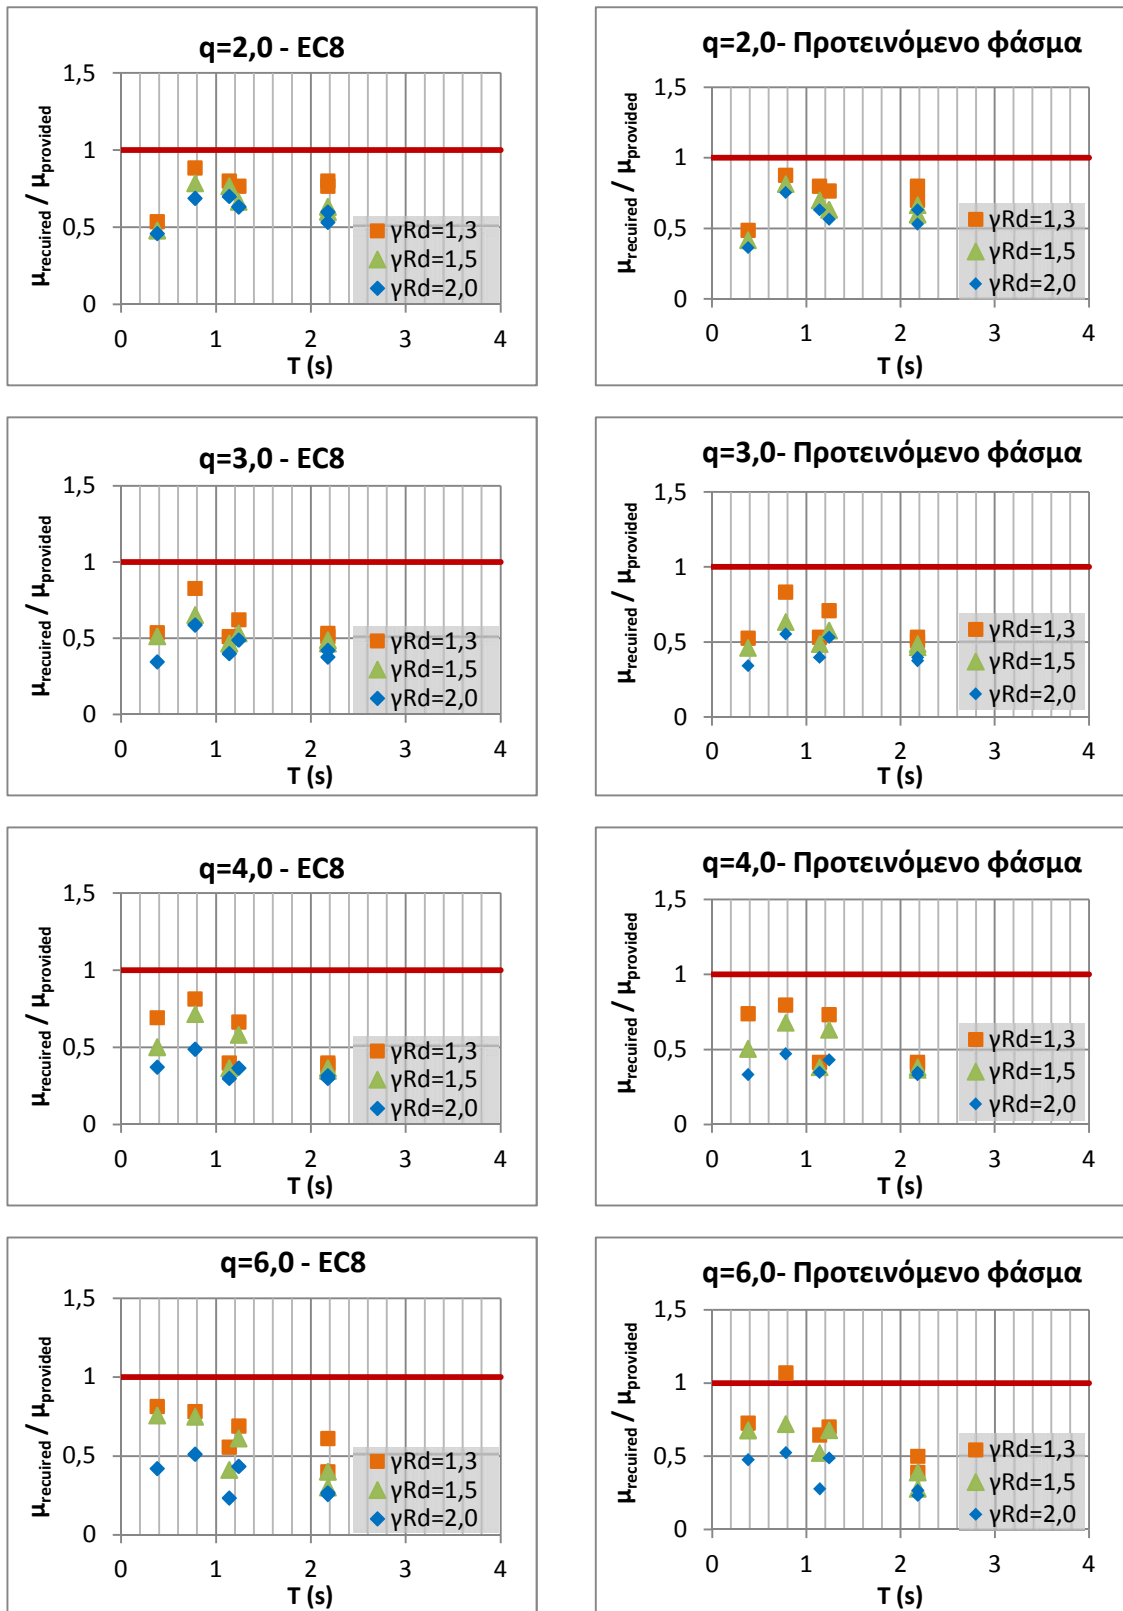 q=2,0 - EC8
1,5
1
0,5
0
μrecuired / μprovided
γRd=1,3
γRd=1,5
γRd=2,0
0 1 2 3 4
T (s)
q=2,0- Προτεινόμενο φάσμα
1,5
1
0,5
0
μrecuired / μprovided
γRd=1,3
γRd=1,5
γRd=2,0
0 1 2 3 4
T (s)
q=3,0 - EC8
1,5
1
0,5
0
μrecuired / μprovided
γRd=1,3
γRd=1,5
γRd=2,0
0 1 2 3 4
T (s)
q=3,0- Προτεινόμενο φάσμα
1,5
1
0,5
0
μrecuired / μprovided
γRd=1,3
γRd=1,5
γRd=2,0
0 1 2 3 4
T (s)
q=4,0 - EC8
1,5
1
0,5
0
μrecuired / μprovided
γRd=1,3
γRd=1,5
γRd=2,0
0 1 2 3 4
T (s)
q=4,0- Προτεινόμενο φάσμα
1,5
1
0,5
0
μrecuired / μprovided
γRd=1,3
γRd=1,5
γRd=2,0
0 1 2 3 4
T (s)
q=6,0 - EC8
1,5
1
0,5
0
μrecuired / μprovided
γRd=1,3
γRd=1,5
γRd=2,0
0 1 2 3 4
T (s)
q=6,0- Προτεινόμενο φάσμα
1,5
1
0,5
0
μrecuired / μprovided
γRd=1,3
γRd=1,5
γRd=2,0
0 1 2 3 4
T (s)